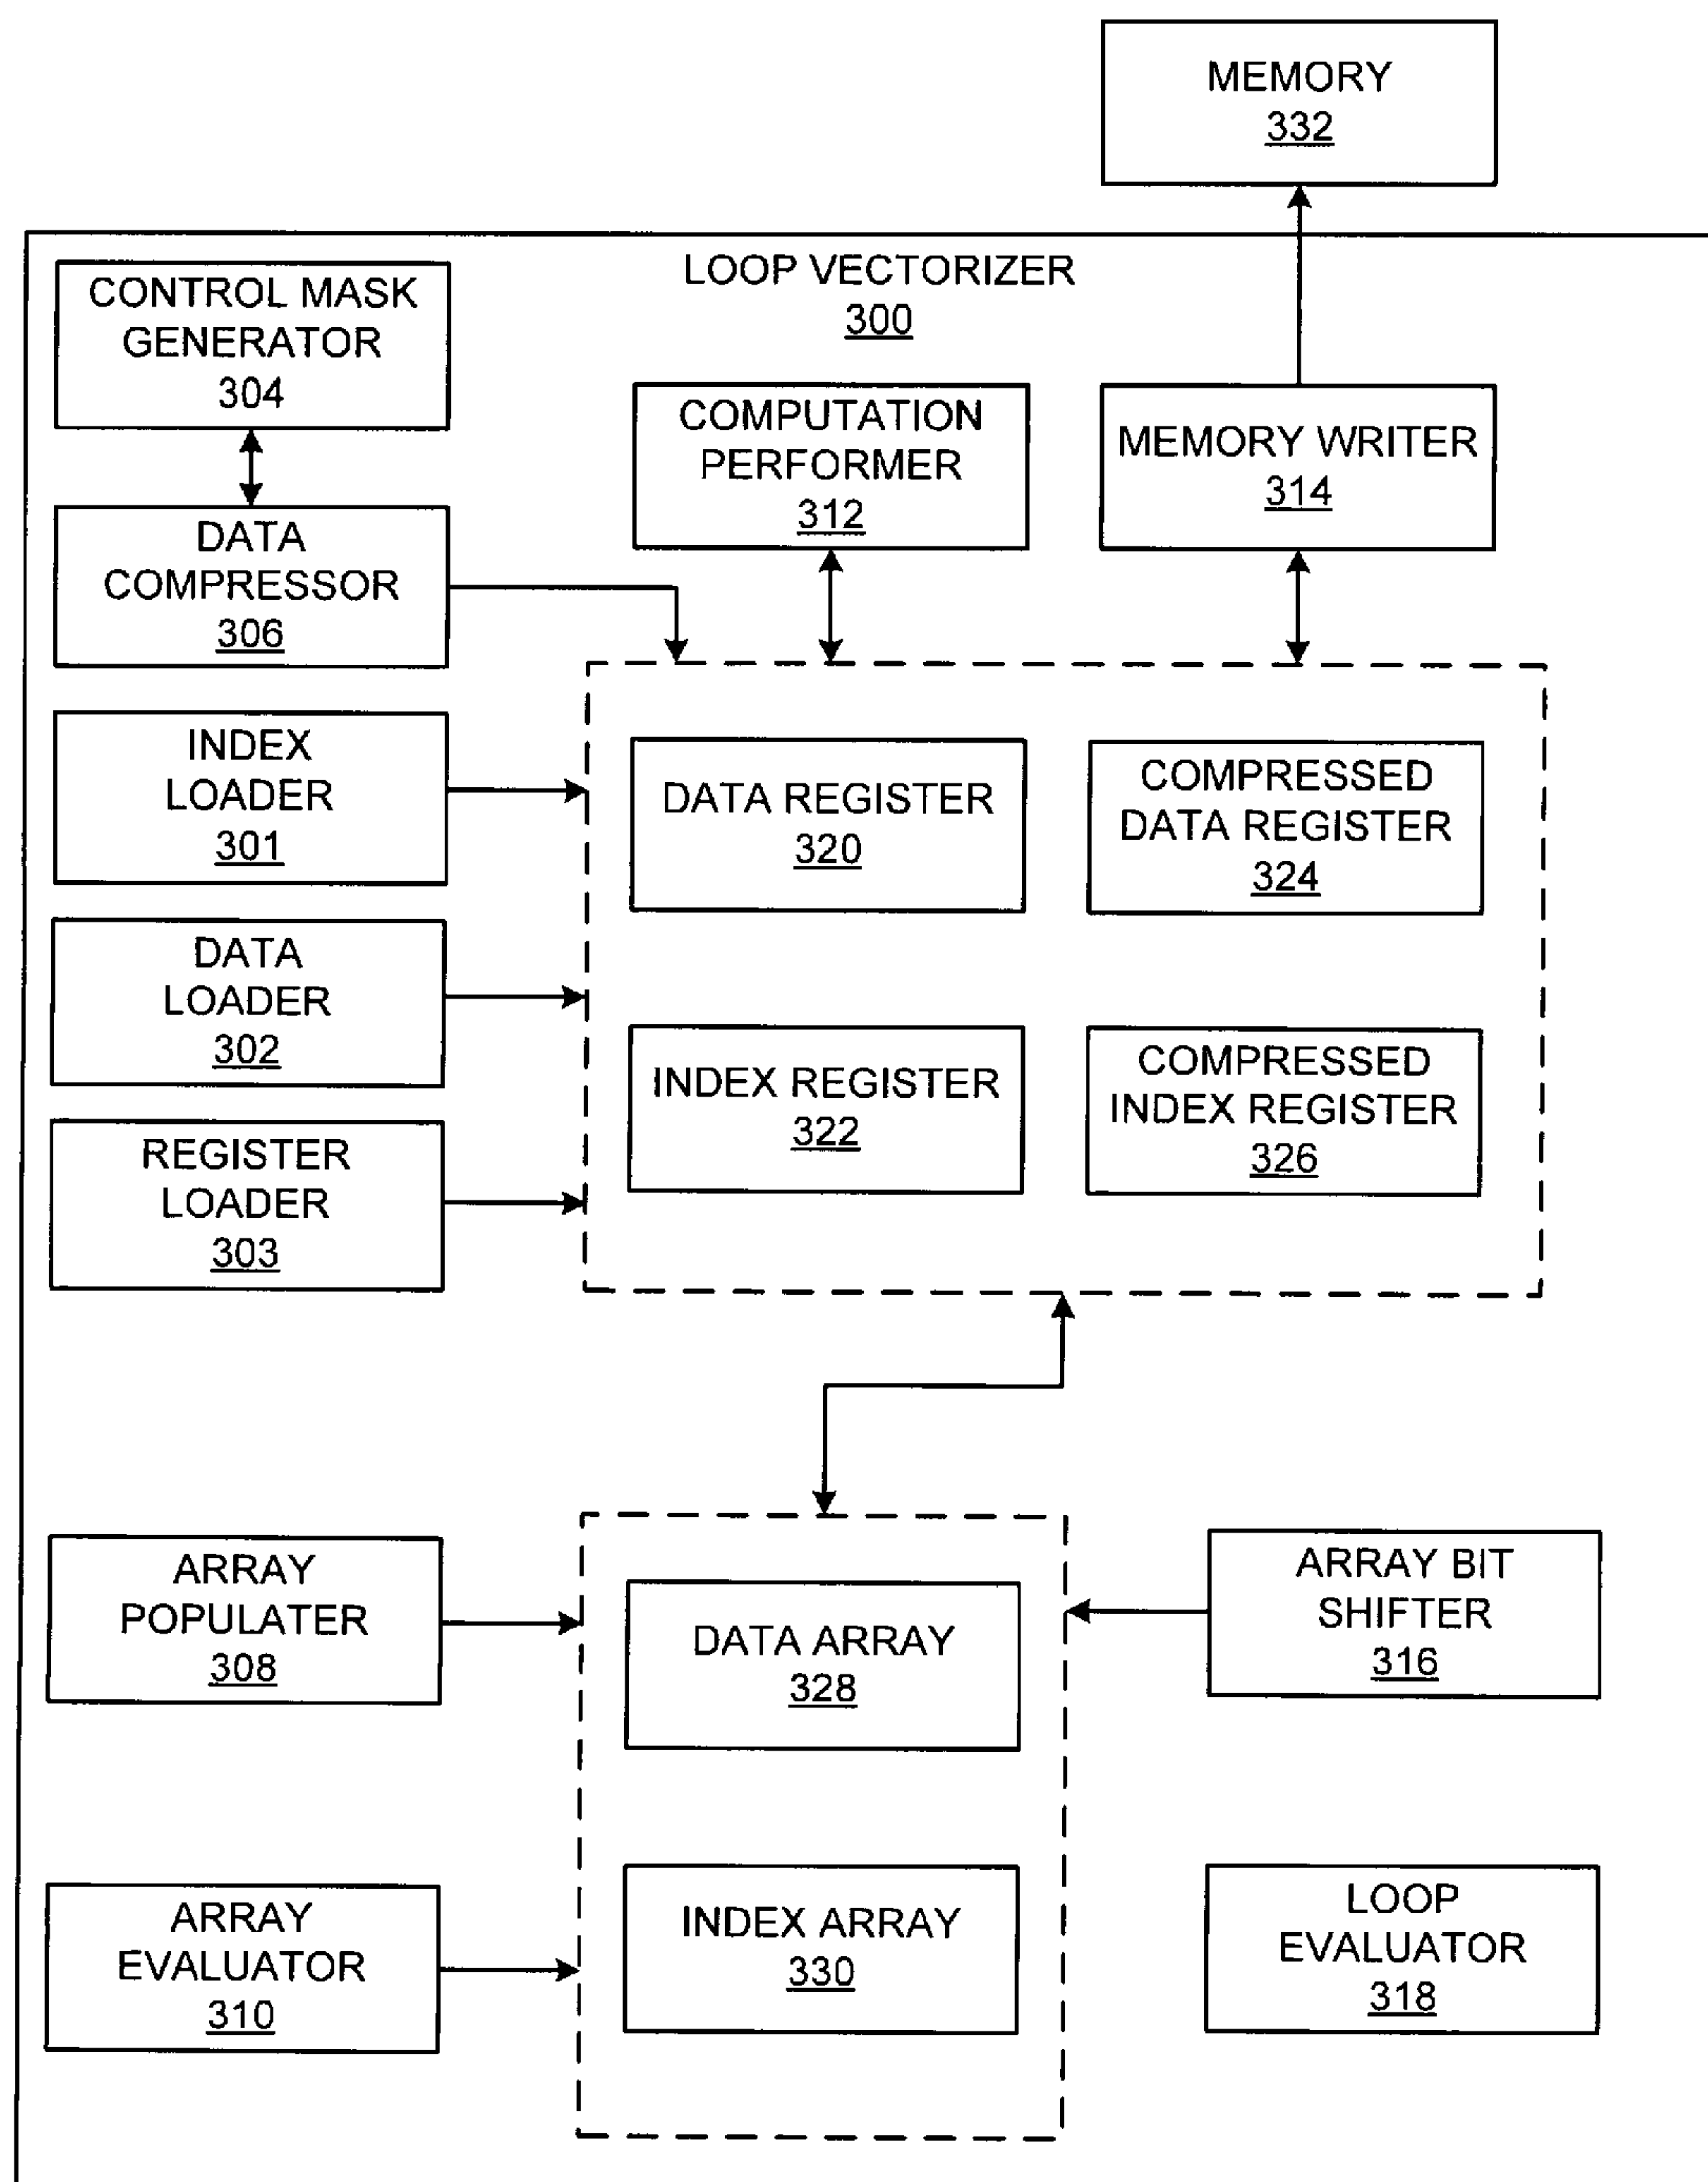 MEMORY
332
LOOP VECTORIZER
300
CONTROL MASK
GENERATOR
304
COMPUTATION
PERFORMER
312
MEMORY WRITER
314
DATA
COMPRESSOR
306
INDEX
LOADER
301
DATA REGISTER
320
COMPRESSED
DATA REGISTER
324
DATA
LOADER
302
INDEX REGISTER
322
COMPRESSED
INDEX REGISTER
326
REGISTER
LOADER
303
ARRAY
POPULATER
308
DATA ARRAY
328
ARRAY BIT
SHIFTER
316
ARRAY
EVALUATOR
310
INDEX ARRAY
330
LOOP
EVALUATOR
318